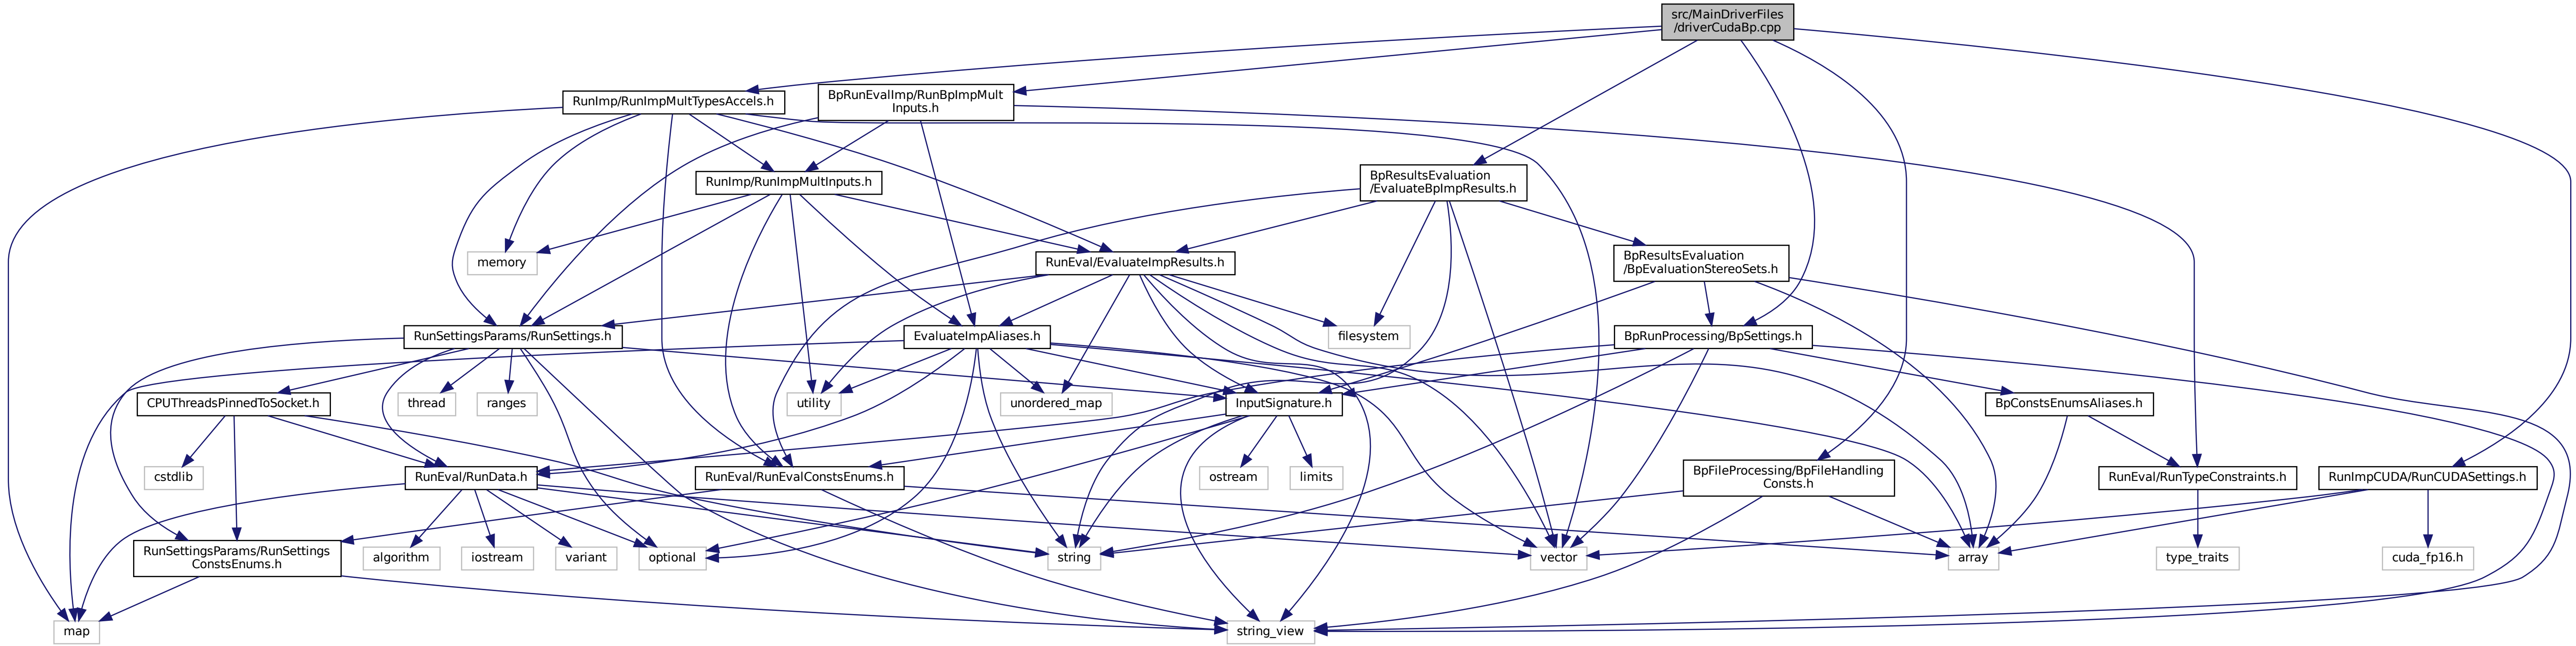 src/MainDriverFiles
/driverCudaBp.cpp
RunImp/RunImpMultTypesAccels.h
BpRunEvalImp/RunBpImpMult
Inputs.h
RunImp/RunImpMultInputs.h
BpResultsEvaluation
/EvaluateBpImpResults.h
memory
RunEval/EvaluateImpResults.h
BpResultsEvaluation
/BpEvaluationStereoSets.h
RunSettingsParams/RunSettings.h
EvaluateImpAliases.h
filesystem
BpRunProcessing/BpSettings.h
CPUThreadsPinnedToSocket.h
thread
ranges
utility
unordered_map
InputSignature.h
BpConstsEnumsAliases.h
cstdlib
RunEval/RunData.h
RunEval/RunEvalConstsEnums.h
ostream
limits
BpFileProcessing/BpFileHandling
Consts.h
RunEval/RunTypeConstraints.h
RunImpCUDA/RunCUDASettings.h
RunSettingsParams/RunSettings
ConstsEnums.h
algorithm
iostream
variant
optional
string
vector
array
type_traits
cuda_fp16.h
map
string_view